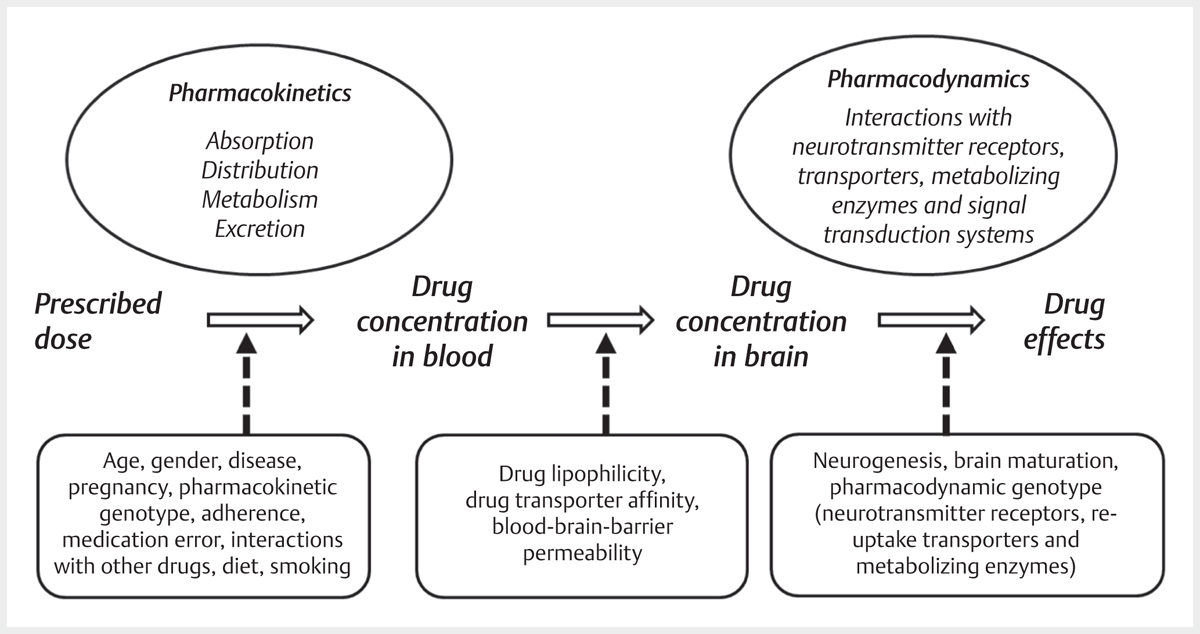 Pharmacokinetics
Absorption
Distribution
Metabolism
Excretion
Pharmacodynamics
Interactions with
neurotransmitter receptors,
transporters, metabolizing
enzymes and signal
transduction systems
Prescribed
dose
Drug
concentration
in blood
Drug
concentration
in brain
Drug
effects
Age, gender, disease,
pregnancy, pharmacokinetic
genotype, adherence,
medication error, interactions
with other drugs, diet, smoking
Drug lipophilicity,
drug transporter affinity,
blood-brain-barrier
permeability
Neurogenesis, brain maturation,
pharmacodynamic genotype
(neurotransmitter receptors, re-
uptake transporters and
metabolizing enzymes)